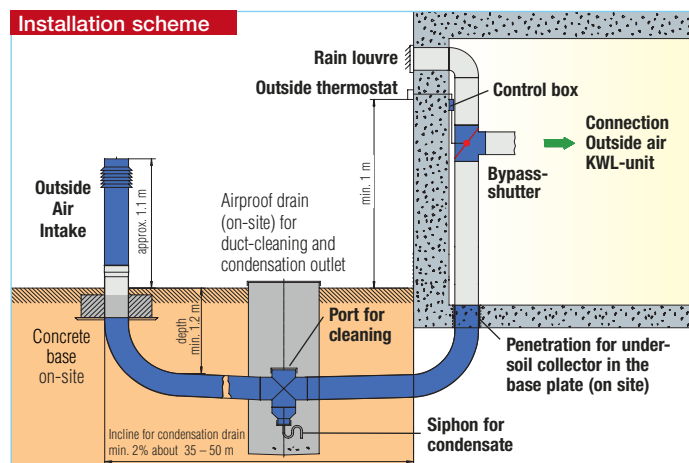 Installation scheme
Rain louvre
Outside thermostat
Control box
Connection
Outside air
KWL-unit
Bypass-
shutter
min. 1 m
Outside
Air
Intake
approx. 1.1 m
Airproof drain
(on-site) for
duct-cleaning and
condensation outlet
Concrete
base
on-site
depth
min. 1.2 m
Port for
cleaning
Penetration for under-
soil collector in the
base plate (on site)
Siphon for
condensate
Incline for condensation drain
min. 2% about 35 – 50 m